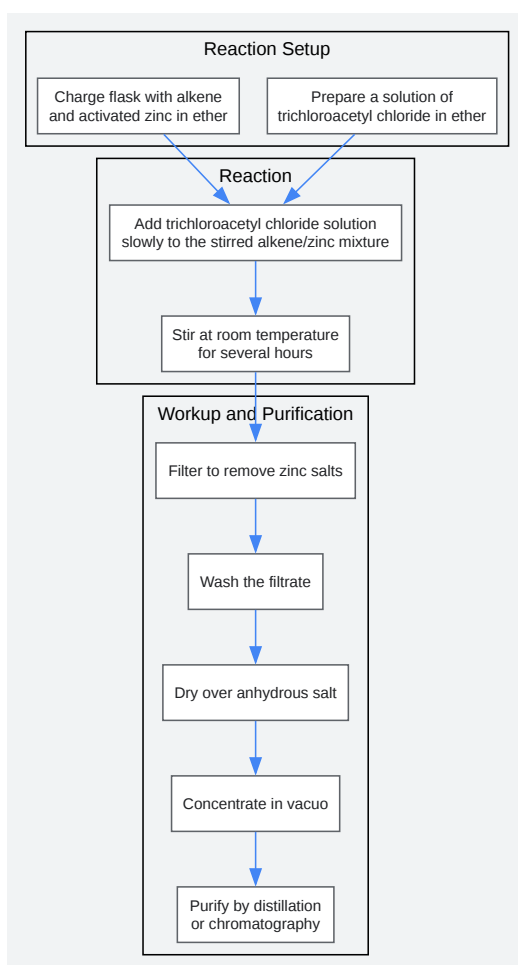 Reaction Setup
Charge flask with alkene
and activated zinc in ether
Prepare a solution of
trichloroacetyl chloride in ether
Reaction
Add trichloroacetyl chloride solution
slowly to the stirred alkene/zinc mixture
Stir at room temperature
for several hours
Workup and Purification
Filter to remove zinc salts
Wash the filtrate
Dry over anhydrous salt
Concentrate in vacuo
Purify by distillation
or chromatography